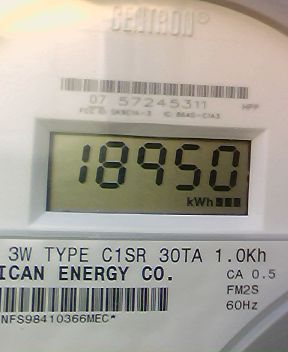 CENTRON®
07 57245311 NPP
18950
kWh
3W TYPE C1SR 30TA 1.0Kh
ICAN ENERGY CO. CA 0.5
FM2S
60Hz
NFS98410366MEC*